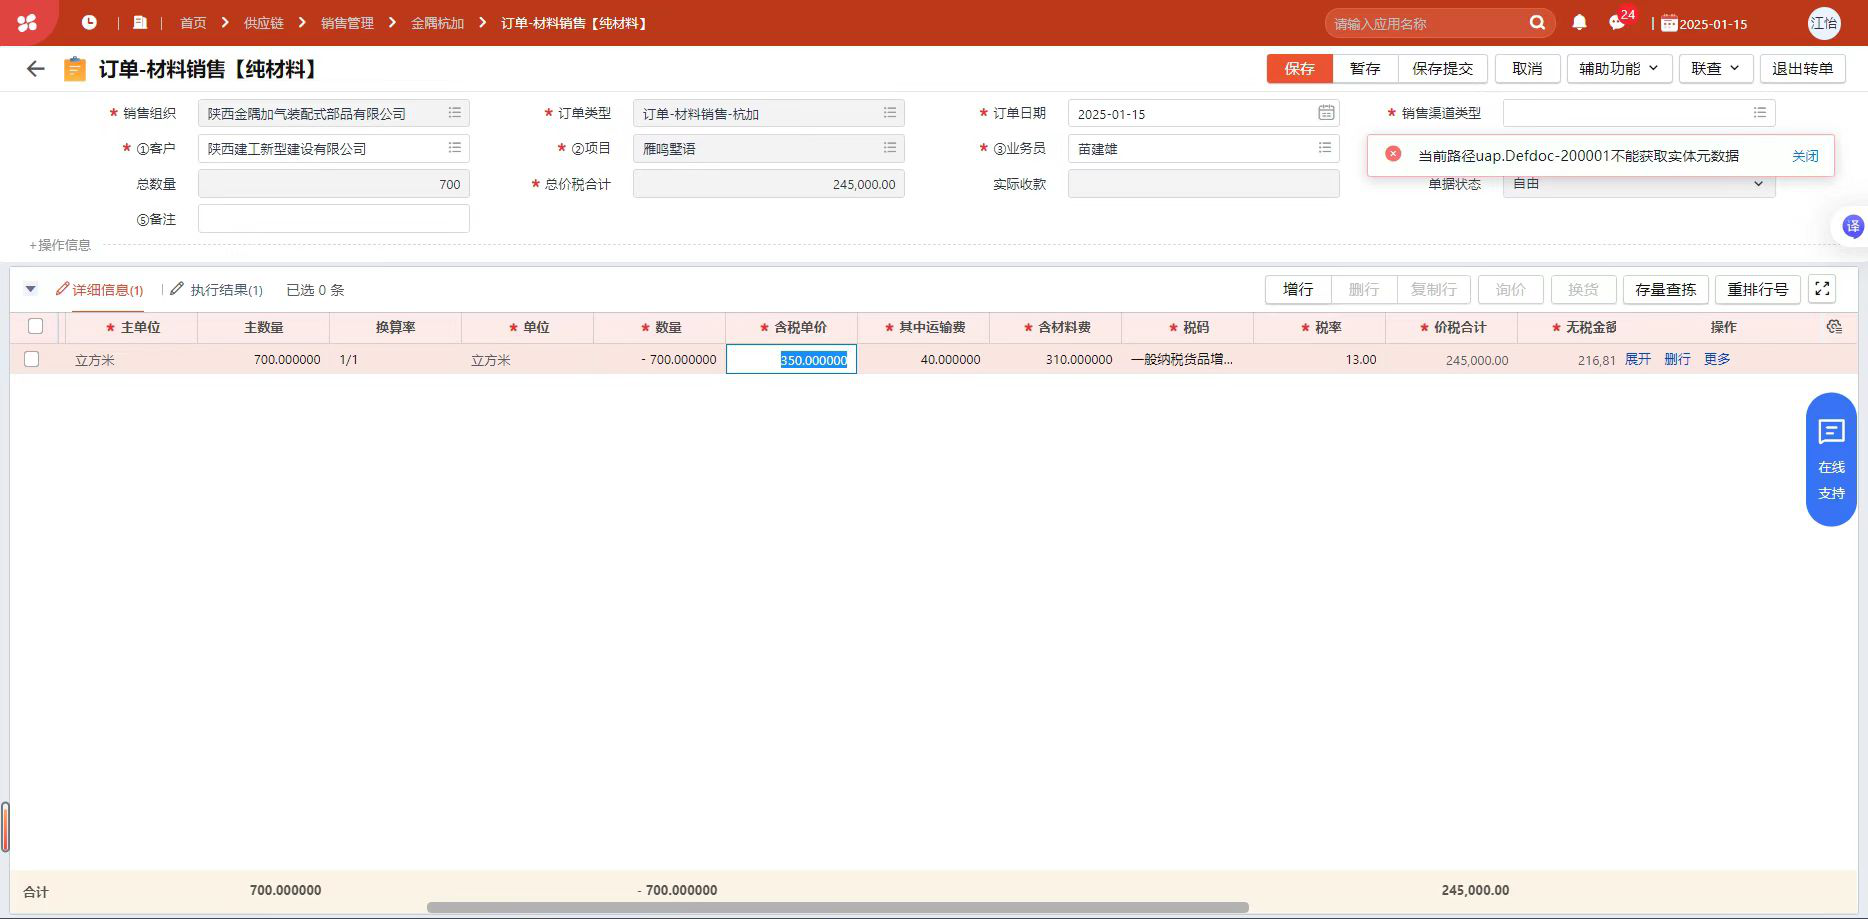 首页 供应链 销售管理 金隅杭加 订单-材料销售【纯材料】 请输入应用名称 24 2025-01-15 江怡
订单-材料销售【纯材料】 保存 暂存 保存提交 取消 辅助功能 联查 退出转单
* 销售组织 陕西金隅加气装配式部品有限公司 * 订单类型 订单-材料销售-杭加 * 订单日期 2025-01-15 * 销售渠道类型
* ①客户 陕西建工新型建设有限公司 * ②项目 雁鸣墅语 * ③业务员 苗建雄
当前路径uap.Defdoc-200001不能获取实体元数据 关闭
总数量 700 * 总价税合计 245,000.00 实际收款 单据状态 自由
⑤备注
译
+操作信息
详细信息(1) 执行结果(1) 已选 0 条 增行 删行 复制行 询价 换货 存量查拣 重排行号
* 主单位 主数量 换算率 * 单位 * 数量 * 含税单价 * 其中运输费 * 含材料费 * 税码 * 税率 * 价税合计 * 无税金额 操作
立方米 700.000000 1/1 立方米 - 700.000000 350.000000 40.000000 310.000000 一般纳税货品增... 13.00 245,000.00 216,81 展开 删行 更多
在线
支持
合计 700.000000 - 700.000000 245,000.00